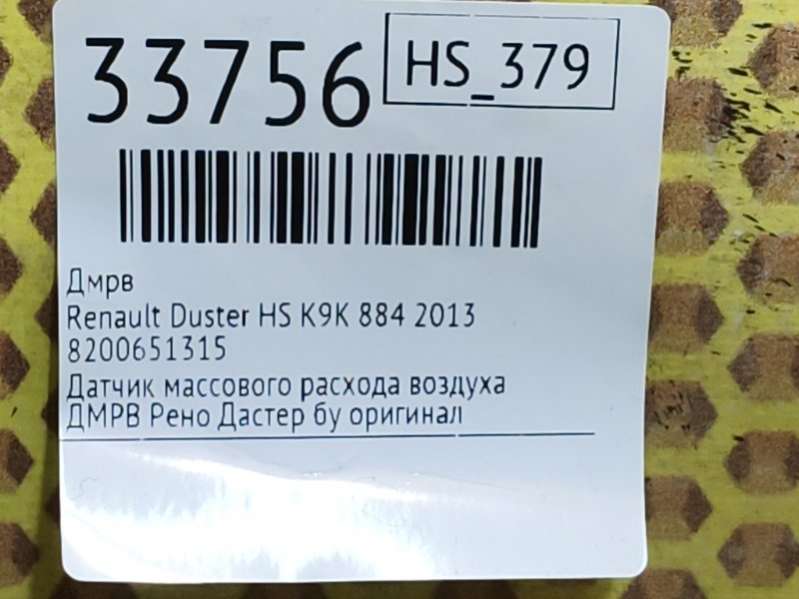 33756
HS_379
Дмрв
Renault Duster HS K9K 884 2013
8200651315
Датчик массового расхода воздуха
ДМРВ Рено Дастер бу оригинал